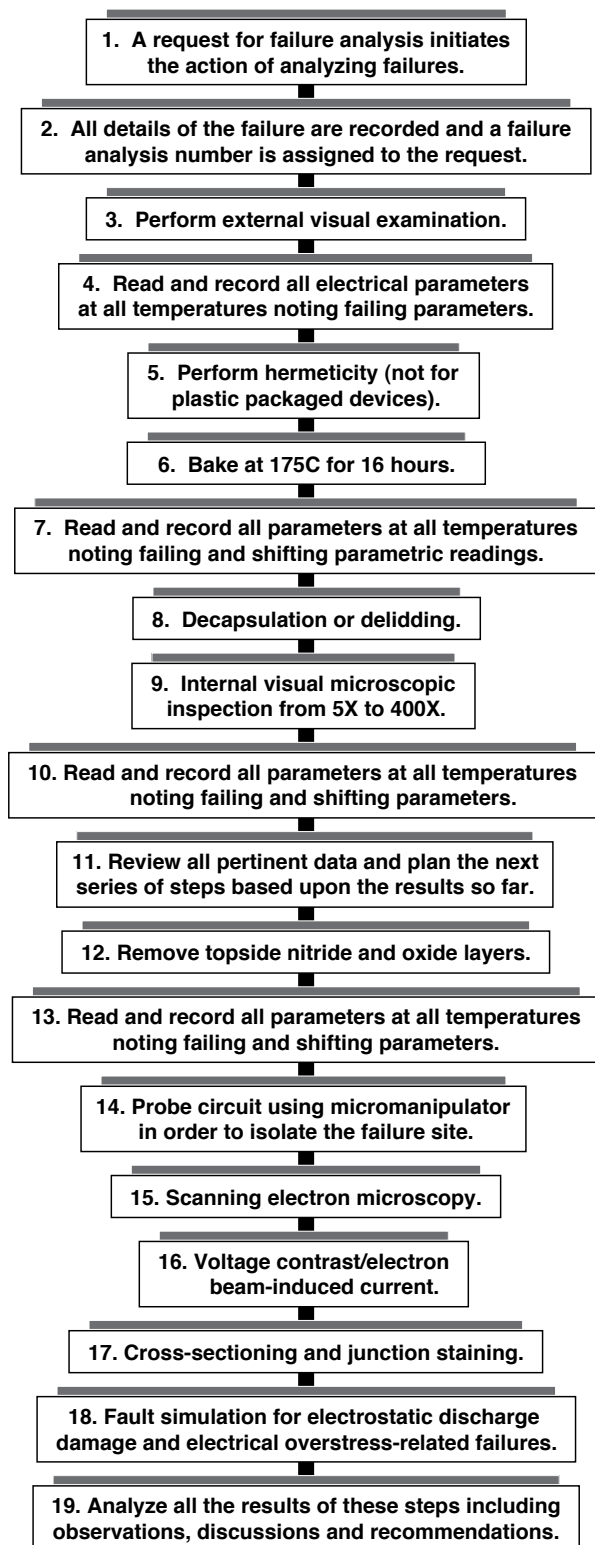 1. A request for failure analysis initiates
the action of analyzing failures.
2. All details of the failure are recorded and a failure
analysis number is assigned to the request.
3. Perform external visual examination.
4. Read and record all electrical parameters
at all temperatures noting failing parameters.
5. Perform hermeticity (not for
plastic packaged devices).
6. Bake at 175C for 16 hours.
7. Read and record all parameters at all temperatures
noting failing and shifting parametric readings.
8. Decapsulation or delidding.
9. Internal visual microscopic
inspection from 5X to 400X.
10. Read and record all parameters at all temperatures
noting failing and shifting parameters.
11. Review all pertinent data and plan the next
series of steps based upon the results so far.
12. Remove topside nitride and oxide layers.
13. Read and record all parameters at all temperatures
noting failing and shifting parameters.
14. Probe circuit using micromanipulator
in order to isolate the failure site.
15. Scanning electron microscopy.
16. Voltage contrast/electron
beam-induced current.
17. Cross-sectioning and junction staining.
18. Fault simulation for electrostatic discharge
damage and electrical overstress-related failures.
19. Analyze all the results of these steps including
observations, discussions and recommendations.